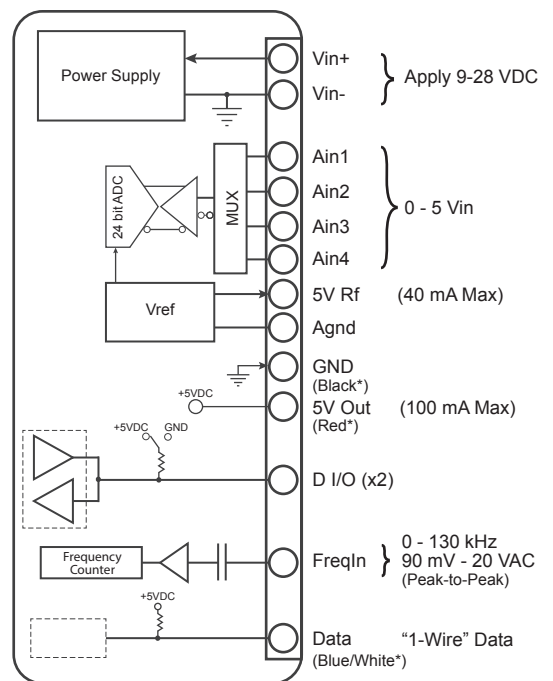 Power Supply
Vin+
Vin-
Apply 9-28 VDC
24 bit ADC
MUX
Ain1
Ain2
Ain3
Ain4
0 - 5 Vin
Vref
5V Rf (40 mA Max)
Agnd
GND
(Black*)
+5VDC
5V Out (100 mA Max)
(Red*)
+5VDC GND
D I/O (x2)
Frequency
Counter
FreqIn
0 - 130 kHz
90 mV - 20 VAC
(Peak-to-Peak)
+5VDC
Data “1-Wire” Data
(Blue/White*)